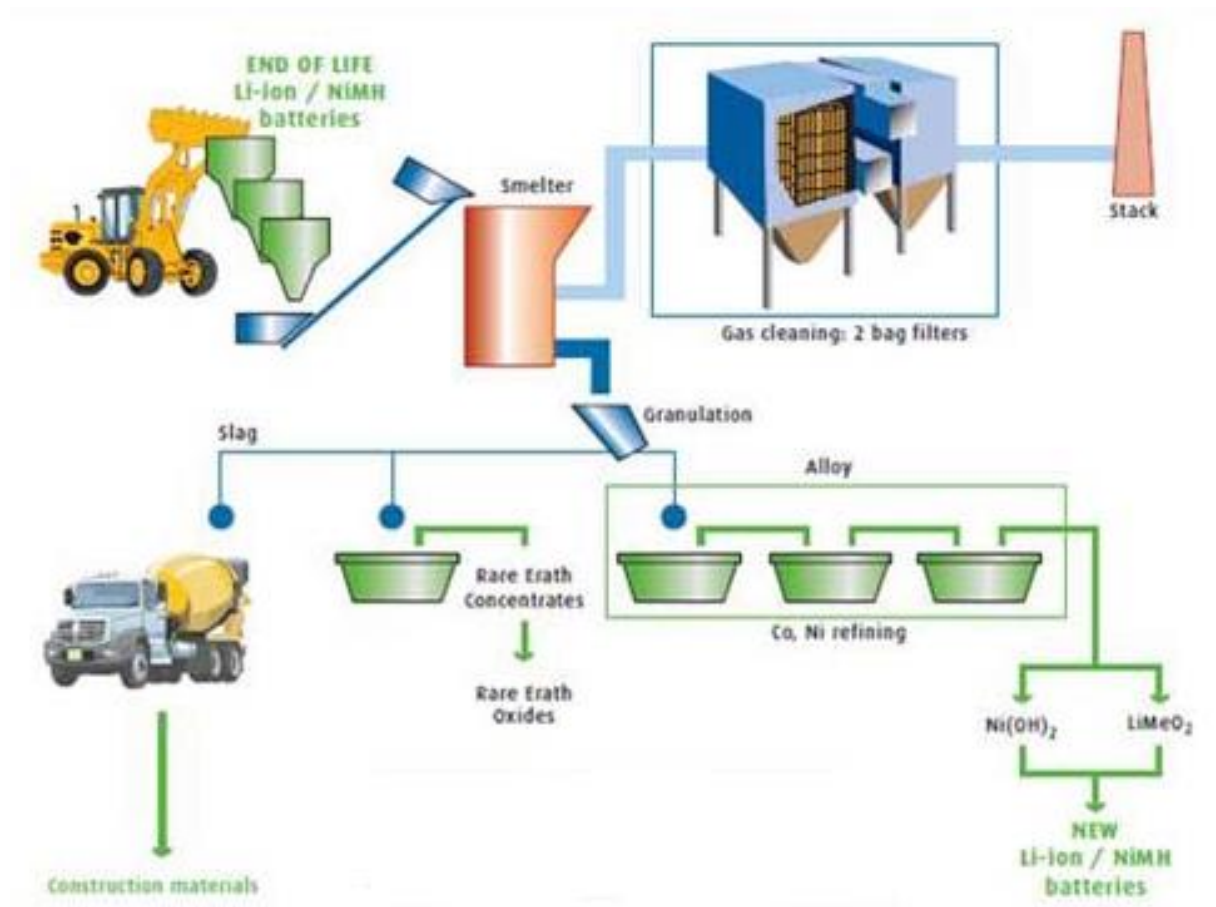 END OF LIFE
Li-ion / NiMH
batteries
Smelter
Stack
Gas cleaning: 2 bag filters
Granulation
Slag
Alloy
Rare Erath
Concentrates
Co, Ni refining
Rare Erath
Oxides
Ni(OH)₂
LiMeO₂
NEW
Li-ion / NiMH
batteries
Construction materials